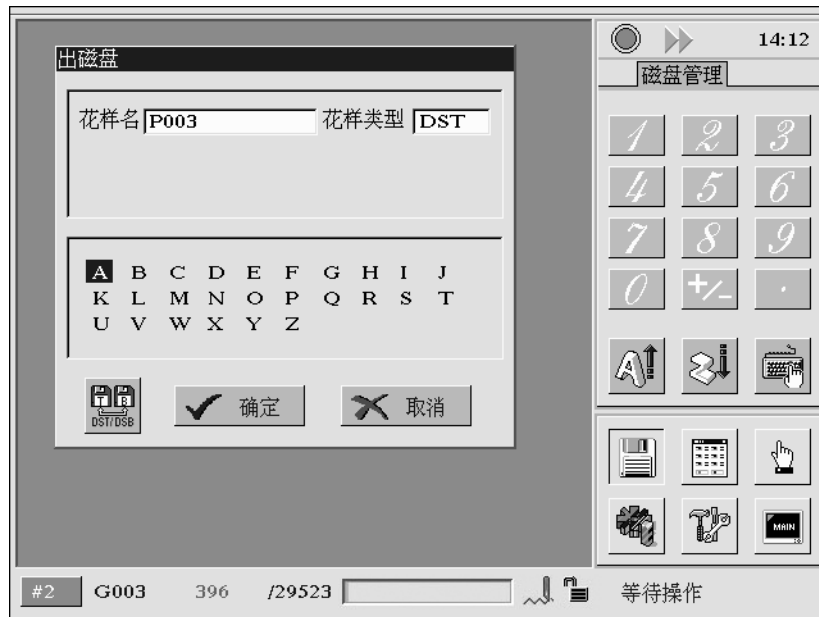 14:12
磁盘管理
出磁盘
花样名 P003 花样类型 DST
A B C D E F G H I J
K L M N O P Q R S T
U V W X Y Z
DST/DSB
确定
取消
1 2 3
4 5 6
7 8 9
0 +/- .
A Z
T B
MAIN
#2 G003 396 /29523
等待操作